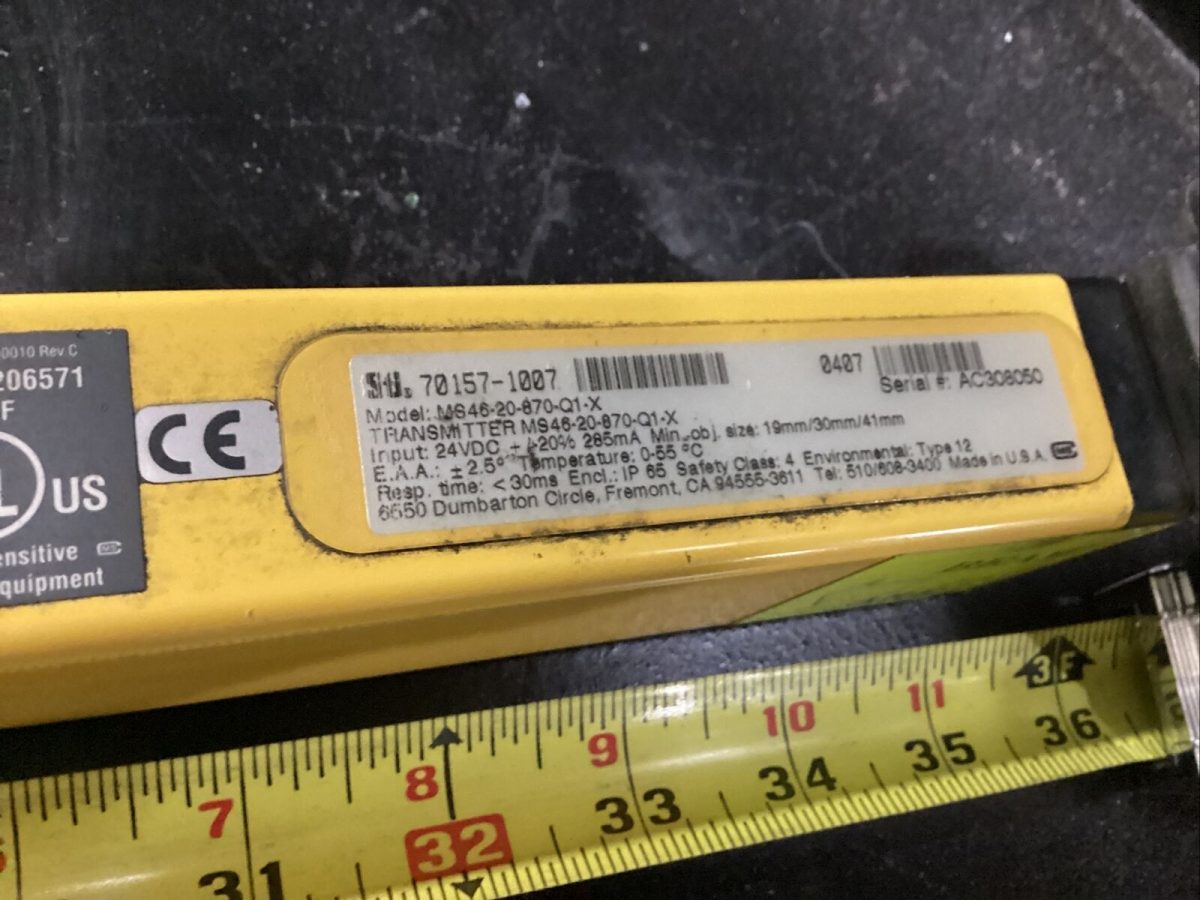 0010 Rev C
206571
F
L US
ensitive
quipment
CE
STI. 70157-1007
0407
Serial #: AC308050
Model: MS46-20-870-Q1-X
TRANSMITTER MS46-20-870-Q1-X
Input: 24VDC +/-20% 285mA Min. obj. size: 19mm/30mm/41mm
E.A.A.: ±2.5° Temperature: 0-55 °C
Resp. time: <30ms Encl.: IP 65 Safety Class: 4 Environmental: Type 12
6550 Dumbarton Circle, Fremont, CA 94555-3611 Tel: 510/608-3400 Made in U.S.A.
7 8 9 10 11 3F
31 32 33 34 35 36